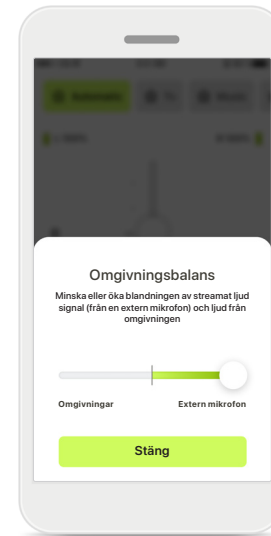 Omgivningsbalans
Minska eller öka blandningen av streamat ljud
signal (från en extern mikrofon) och ljud från
omgivningen
Omgivningar
Extern mikrofon
Stäng